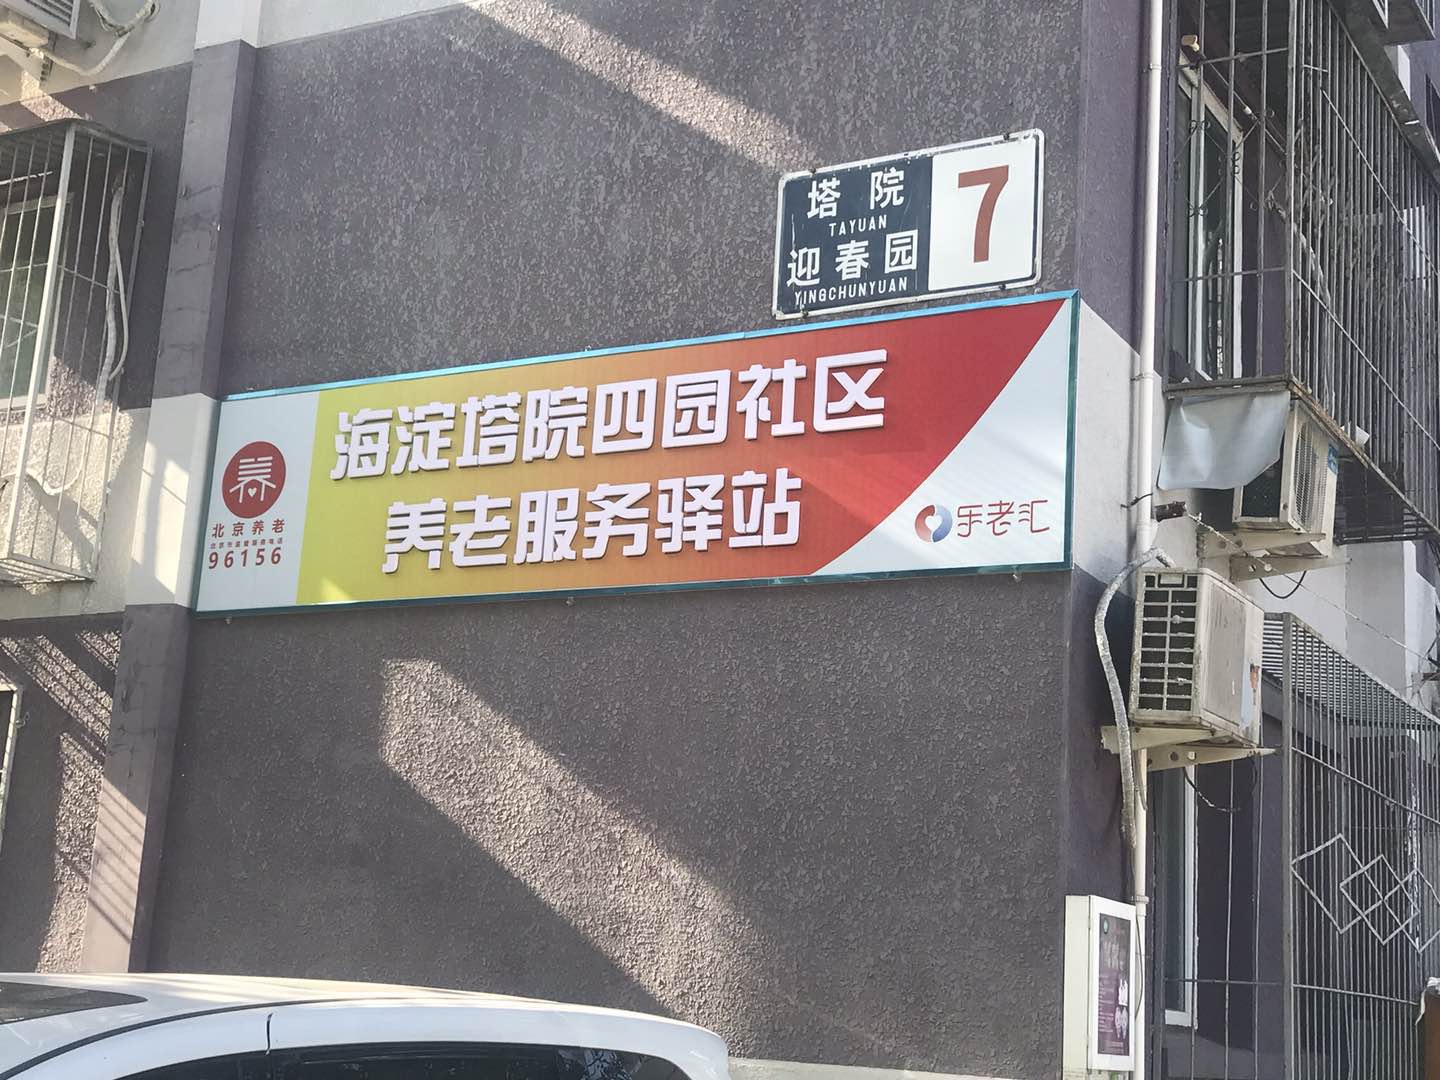 塔院
TAYUAN
迎春园
YINGCHUNYUAN
7
海淀塔院四园社区
养老服务驿站
养
北京养老
96156
乐老汇